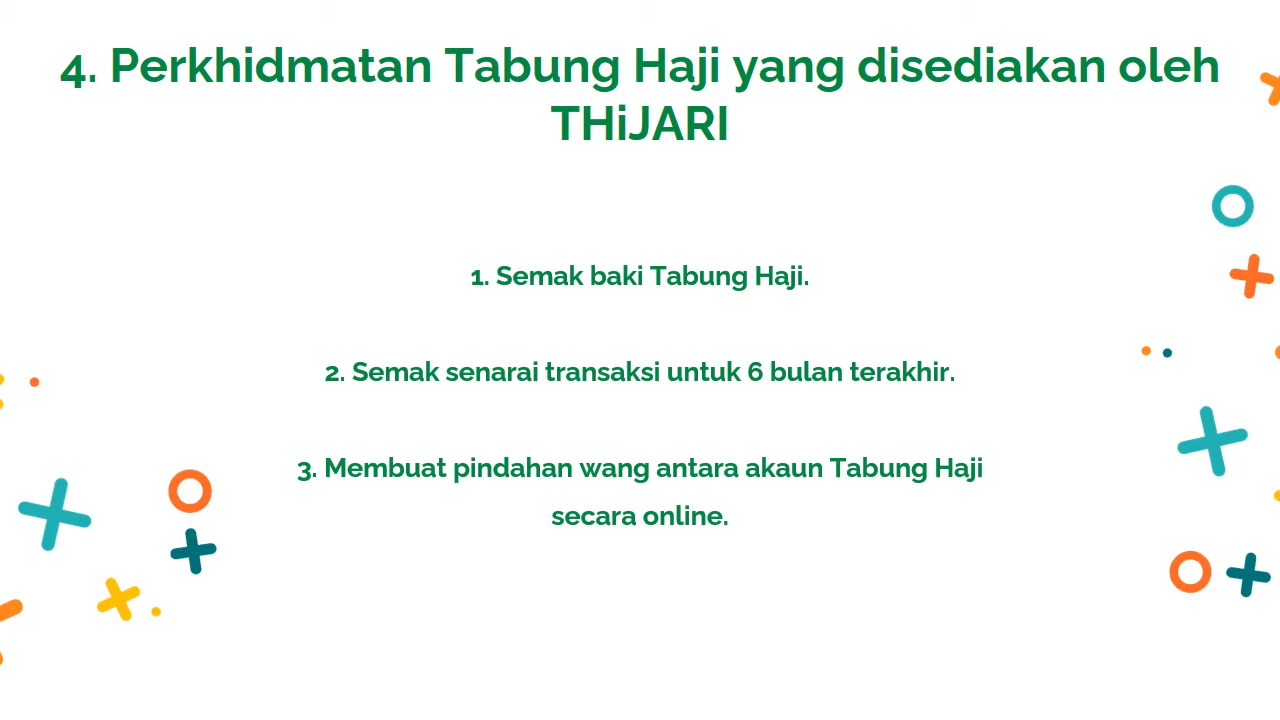 4. Perkhidmatan Tabung Haji yang disediakan oleh
THiJARI
1. Semak baki Tabung Haji.
2. Semak senarai transaksi untuk 6 bulan terakhir.
3. Membuat pindahan wang antara akaun Tabung Haji
secara online.